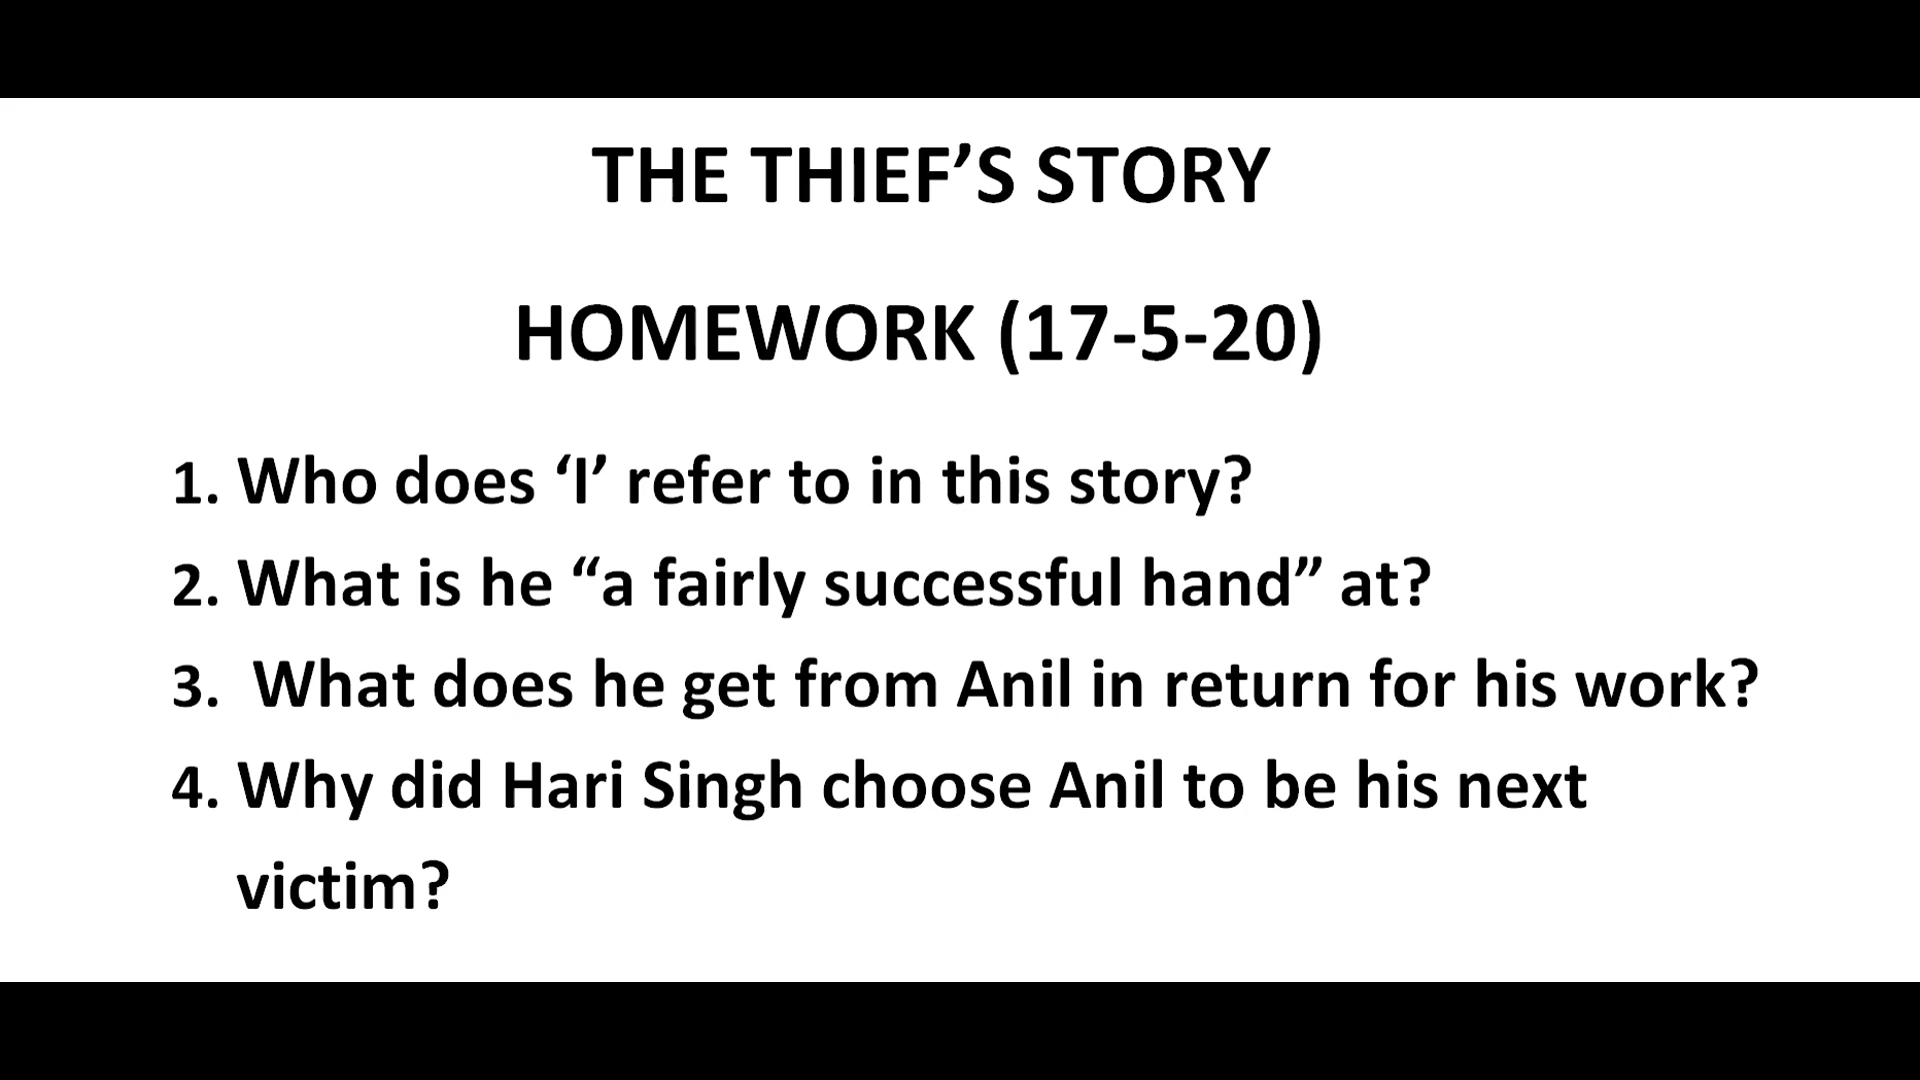 THE THIEF’S STORY
HOMEWORK (17-5-20)
1. Who does ‘I’ refer to in this story?
2. What is he “a fairly successful hand” at?
3. What does he get from Anil in return for his work?
4. Why did Hari Singh choose Anil to be his next
victim?